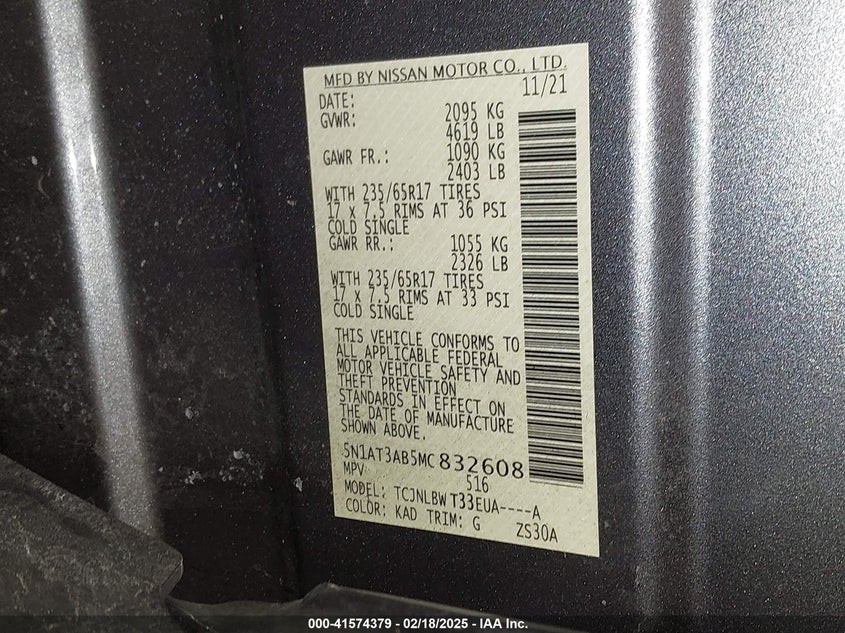 MFD BY NISSAN MOTOR CO., LTD.
DATE: 11/21
GVWR: 2095 KG
4619 LB
GAWR FR.: 1090 KG
2403 LB
WITH 235/65R17 TIRES
17 x 7.5 RIMS AT 36 PSI
COLD SINGLE
GAWR RR.: 1055 KG
2326 LB
WITH 235/65R17 TIRES
17 x 7.5 RIMS AT 33 PSI
COLD SINGLE
THIS VEHICLE CONFORMS TO
ALL APPLICABLE FEDERAL
MOTOR VEHICLE SAFETY AND
THEFT PREVENTION
STANDARDS IN EFFECT ON
THE DATE OF MANUFACTURE
SHOWN ABOVE.
5N1AT3AB5MC832608
MPV 516
MODEL: TCJNLBW T33EUA----A
COLOR: KAD TRIM: G ZS30A
000-41574379 - 02/18/2025 - IAA Inc.